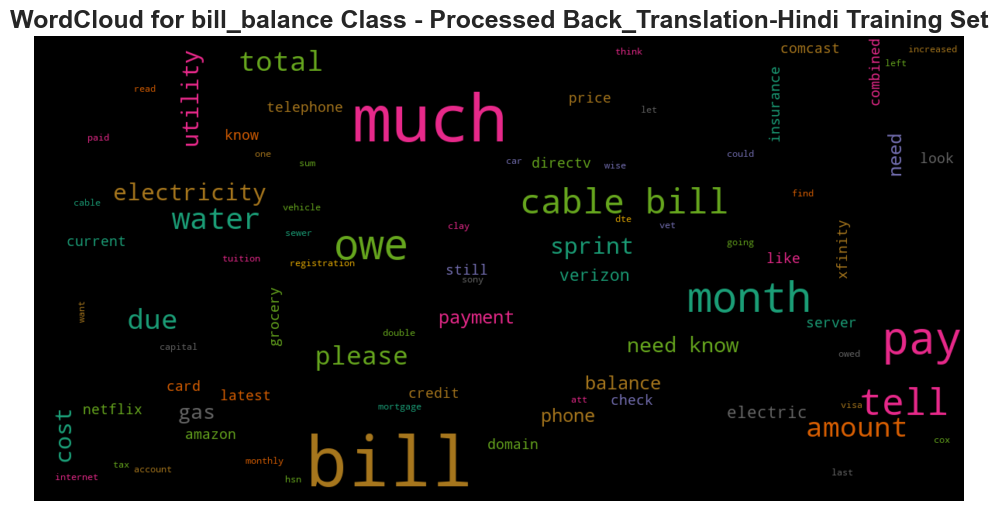 WordCloud for bill_balance Class - Processed Back_Translation-Hindi Training Set
think
comcast
combined
increased
total
utility
left
read
telephone
much
price
insurance
let
know
paid
need
one
sum
car
directv
wise
could
look
electricity
cable bill
find
cable
water
vehicle
dte
clay
vet
xfinity
current
sewer
owe
sprint
going
tuition
registration
still
like
sony
verizon
month
want
due
grocery
payment
server
double
pay
capital
please
need know
owed
card
balance
latest
credit
check
tell
netflix
gas
mortgage
att
phone
electric
visa
cost
amazon
amount
domain
cox
bill
tax
account
monthly
internet
hsn
last